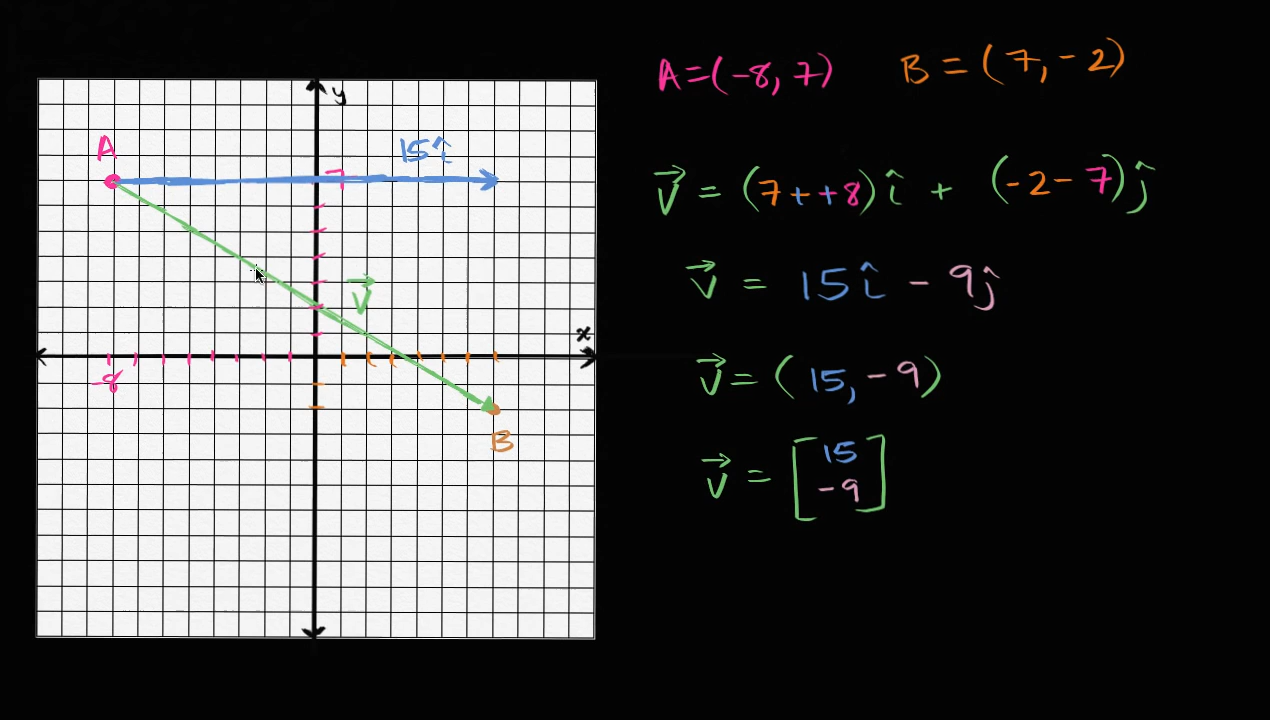 A=(-8, 7)
B = (7, -2)
y
A
15î
7
v⃗ = (7++8)î + (-2-7)ĵ
v⃗ = 15î - 9ĵ
v⃗
x
-8
v⃗ = (15, -9)
B
v⃗ = [15
-9]